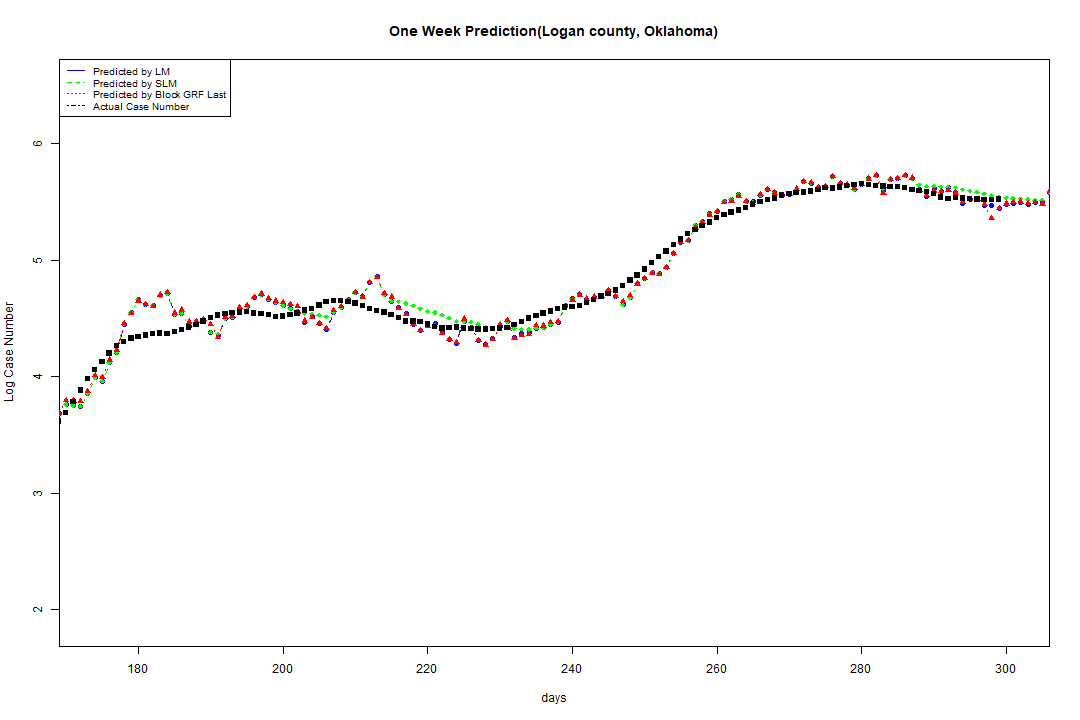 One Week Prediction(Logan county, Oklahoma)
Predicted by LM
Predicted by SLM
Predicted by Block GRF Last
Actual Case Number
Log Case Number
6
5
4
3
2
180 200 220 240 260 280 300
days